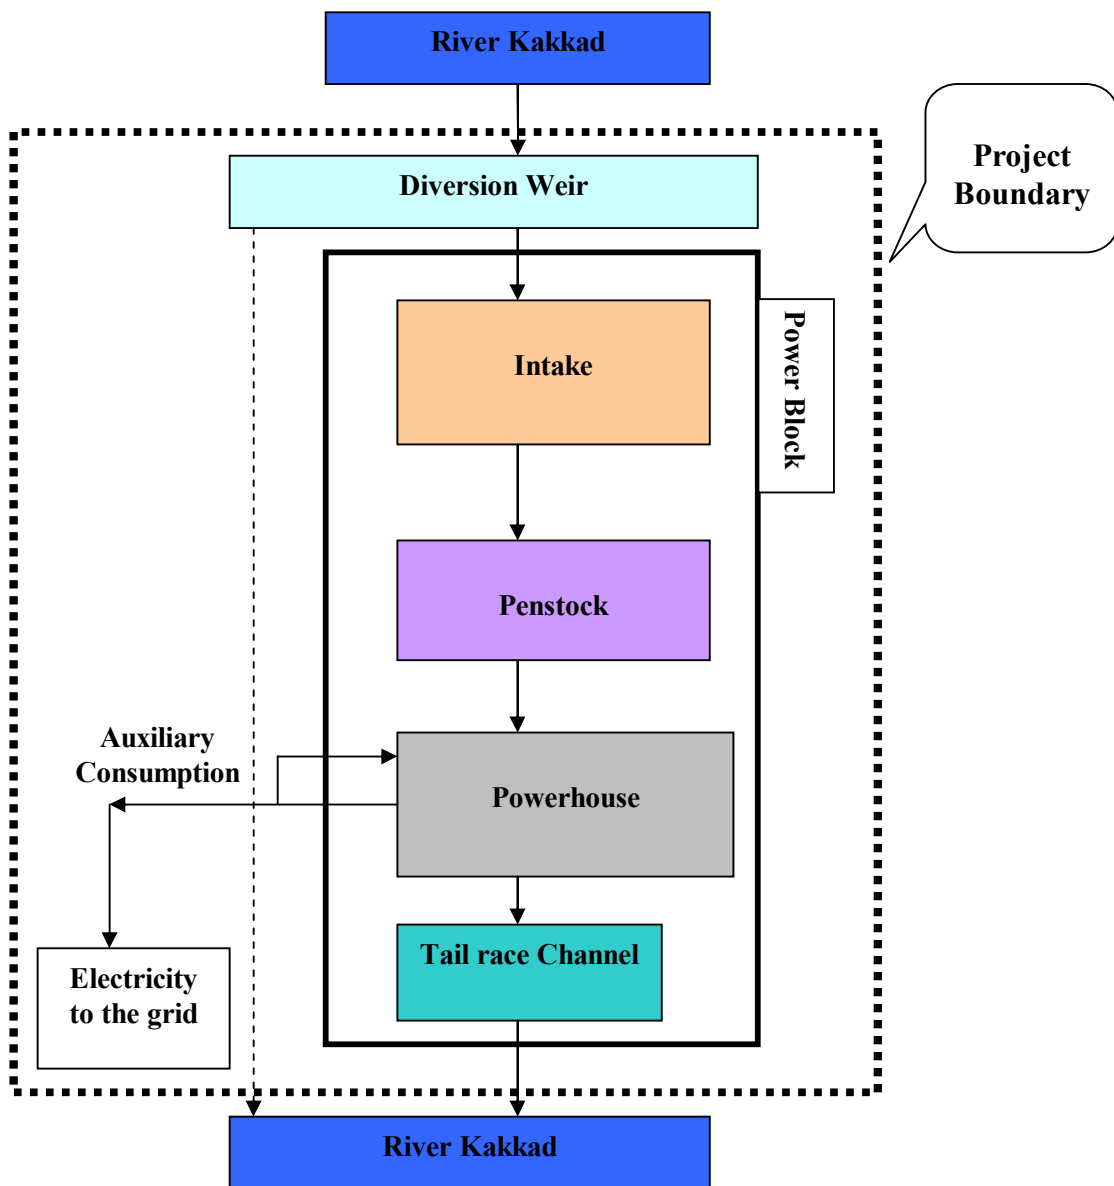 River Kakkad
Project
Boundary
Diversion Weir
Intake
Power Block
Penstock
Auxiliary
Consumption
Powerhouse
Tail race Channel
Electricity
to the grid
River Kakkad